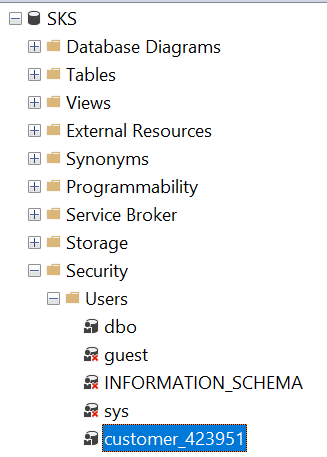 SKS
Database Diagrams
Tables
Views
External Resources
Synonyms
Programmability
Service Broker
Storage
Security
Users
dbo
guest
INFORMATION_SCHEMA
sys
customer_423951